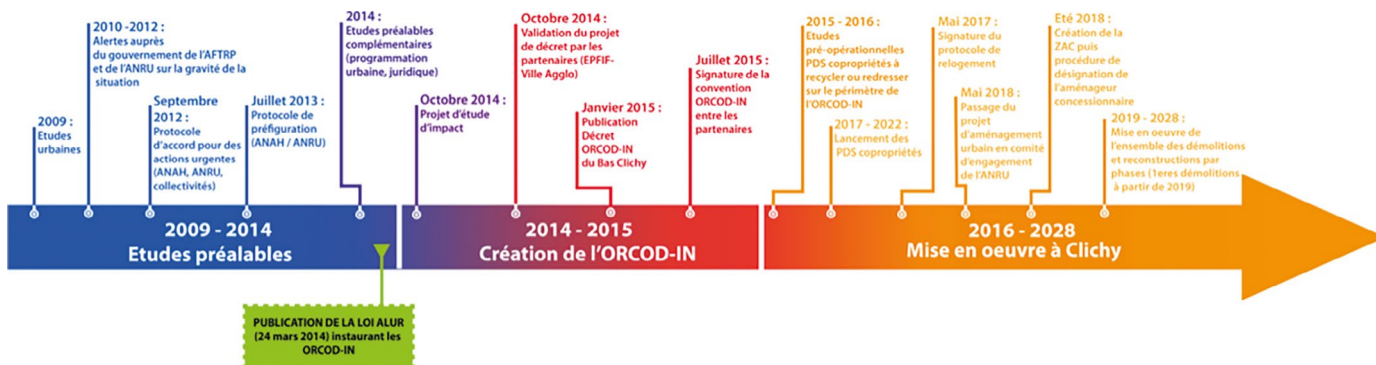 2009 :
Etudes
urbaines
2010 -2012 :
Alertes auprès
du gouvernement de l'AFTRP
et de l'ANRU sur la gravité de la
situation
Septembre
2012 :
Protocole
d'accord pour des
actions urgentes
(ANAH, ANRU,
collectivités)
Juillet 2013 :
Protocole de
préfiguration
(ANAH / ANRU)
2014 :
Etudes préalables
complémentaires
(programmation
urbaine, juridique)
Octobre 2014 :
Projet d'étude
d'impact
Octobre 2014 :
Validation du projet
de décret par les
partenaires (EPFIF-
Ville Agglo)
Janvier 2015 :
Publication
Décret
ORCOD-IN
du Bas Clichy
Juillet 2015 :
Signature de la
convention
ORCOD-IN
entre les
partenaires
2015 - 2016 :
Etudes
pré-opérationnelles
PDS copropriétés à
recycler ou redresser
sur le périmètre de
l'ORCOD-IN
2017 - 2022 :
Lancement des
PDS copropriétés
Mai 2017 :
Signature du
protocole de
relogement
Mai 2018 :
Passage du
projet
d'aménagement
urbain en comité
d'engagement
de l'ANRU
Eté 2018 :
Création de la
ZAC puis
procédure de
désignation de
l'aménageur
concessionnaire
2019 - 2028 :
Mise en oeuvre de
l'ensemble des démolitions
et reconstructions par
phases (1eres démolitions
à partir de 2019)
2009 - 2014
Etudes préalables
2014 - 2015
Création de l'ORCOD-IN
2016 - 2028
Mise en oeuvre à Clichy
PUBLICATION DE LA LOI ALUR
(24 mars 2014) instaurant les
ORCOD-IN